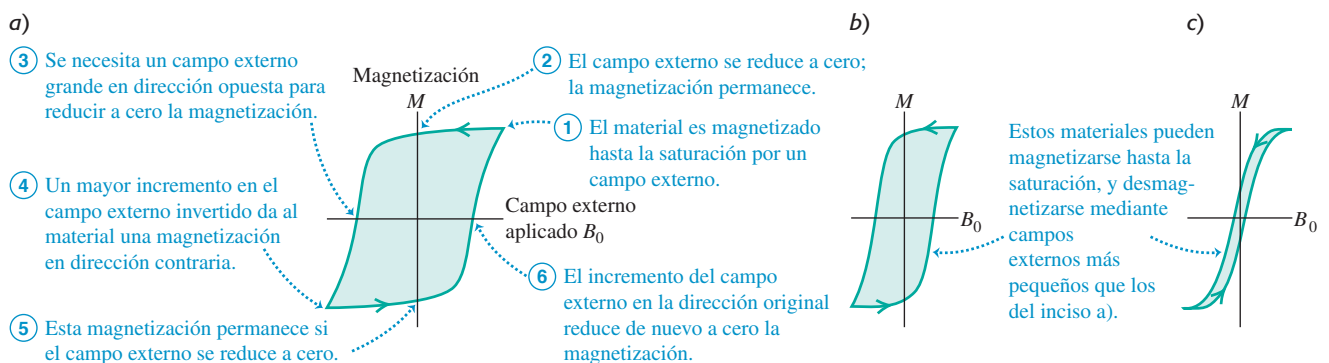 a)
3 Se necesita un campo externo
grande en dirección opuesta para
reducir a cero la magnetización.
Magnetización
M
2 El campo externo se reduce a cero;
la magnetización permanece.
1 El material es magnetizado
hasta la saturación por un
campo externo.
4 Un mayor incremento en el
campo externo invertido da al
material una magnetización
en dirección contraria.
Campo externo
aplicado B0
6 El incremento del campo
externo en la dirección original
reduce de nuevo a cero la
magnetización.
5 Esta magnetización permanece si
el campo externo se reduce a cero.
b)
M
B0
Estos materiales pueden
magnetizarse hasta la
saturación, y desmag-
netizarse mediante
campos
externos más
pequeños que los
del inciso a).
c)
M
B0